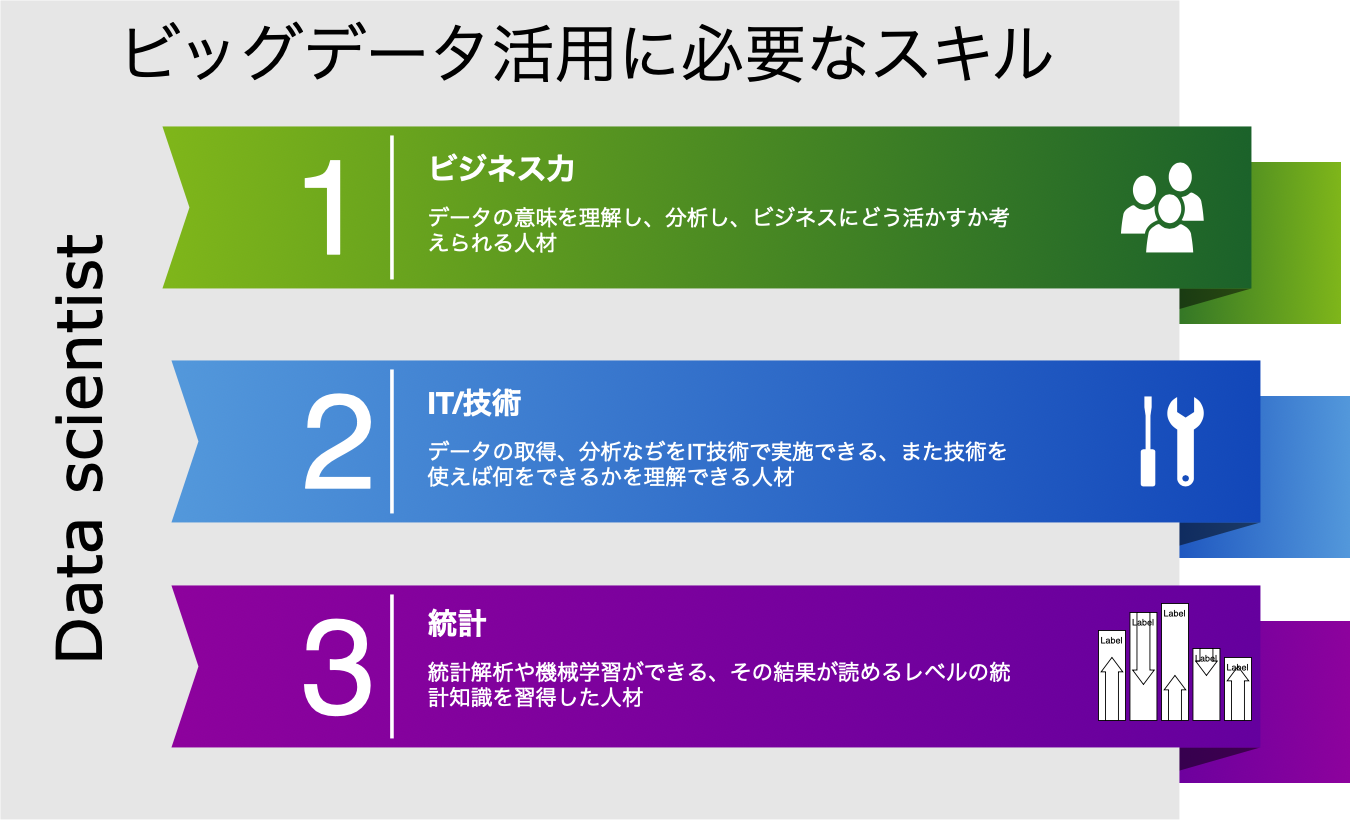 ビッグデータ活用に必要なスキル
Data scientist
1
ビジネス力
データの意味を理解し、分析し、ビジネスにどう活かすか考
えられる人材
2
IT/技術
データの取得、分析なぢをIT技術で実施できる、また技術を
使えば何をできるかを理解できる人材
3
統計
統計解析や機械学習ができる、その結果が読めるレベルの統
計知識を習得した人材
Label
Label
Label
Label
Label